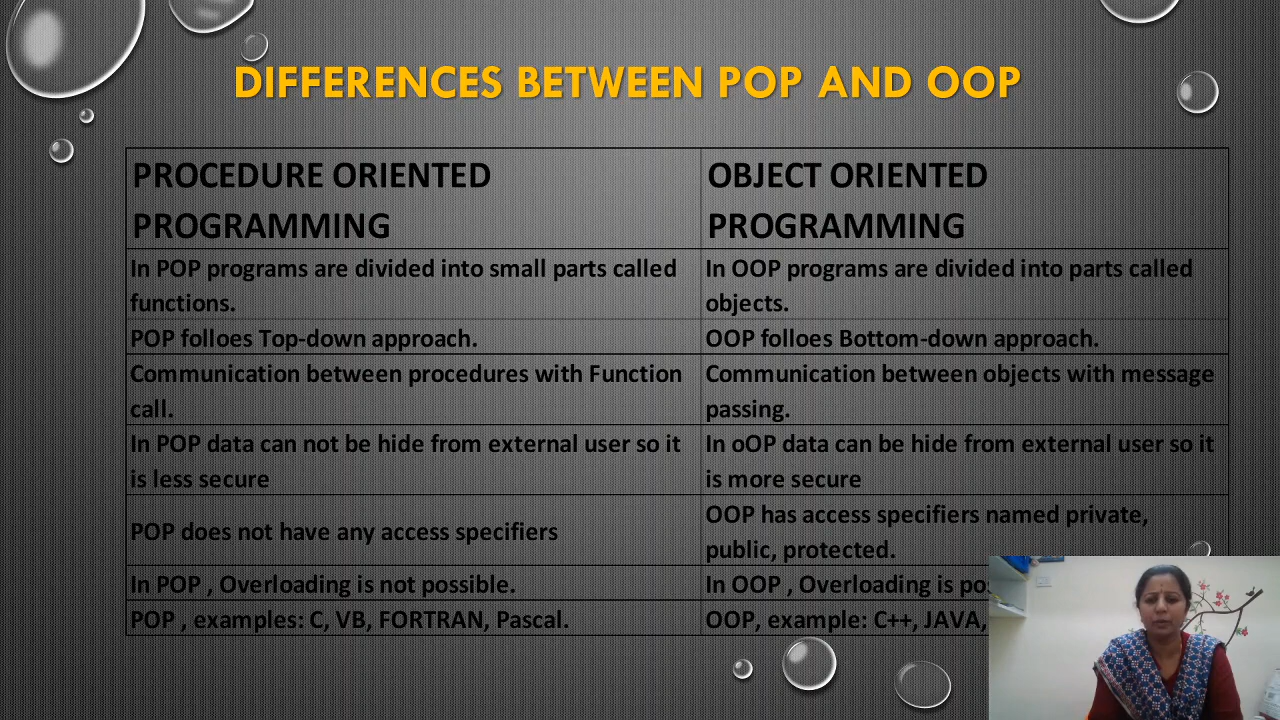 DIFFERENCES BETWEEN POP AND OOP
PROCEDURE ORIENTED
PROGRAMMING
OBJECT ORIENTED
PROGRAMMING
In POP programs are divided into small parts called
functions.
In OOP programs are divided into parts called
objects.
POP folloes Top-down approach.
OOP folloes Bottom-down approach.
Communication between procedures with Function
call.
Communication between objects with message
passing.
In POP data can not be hide from external user so it
is less secure
In oOP data can be hide from external user so it
is more secure
POP does not have any access specifiers
OOP has access specifiers named private,
public, protected.
In POP , Overloading is not possible.
In OOP , Overloading is
POP , examples: C, VB, FORTRAN, Pascal.
OOP, example: C++, JAVA,